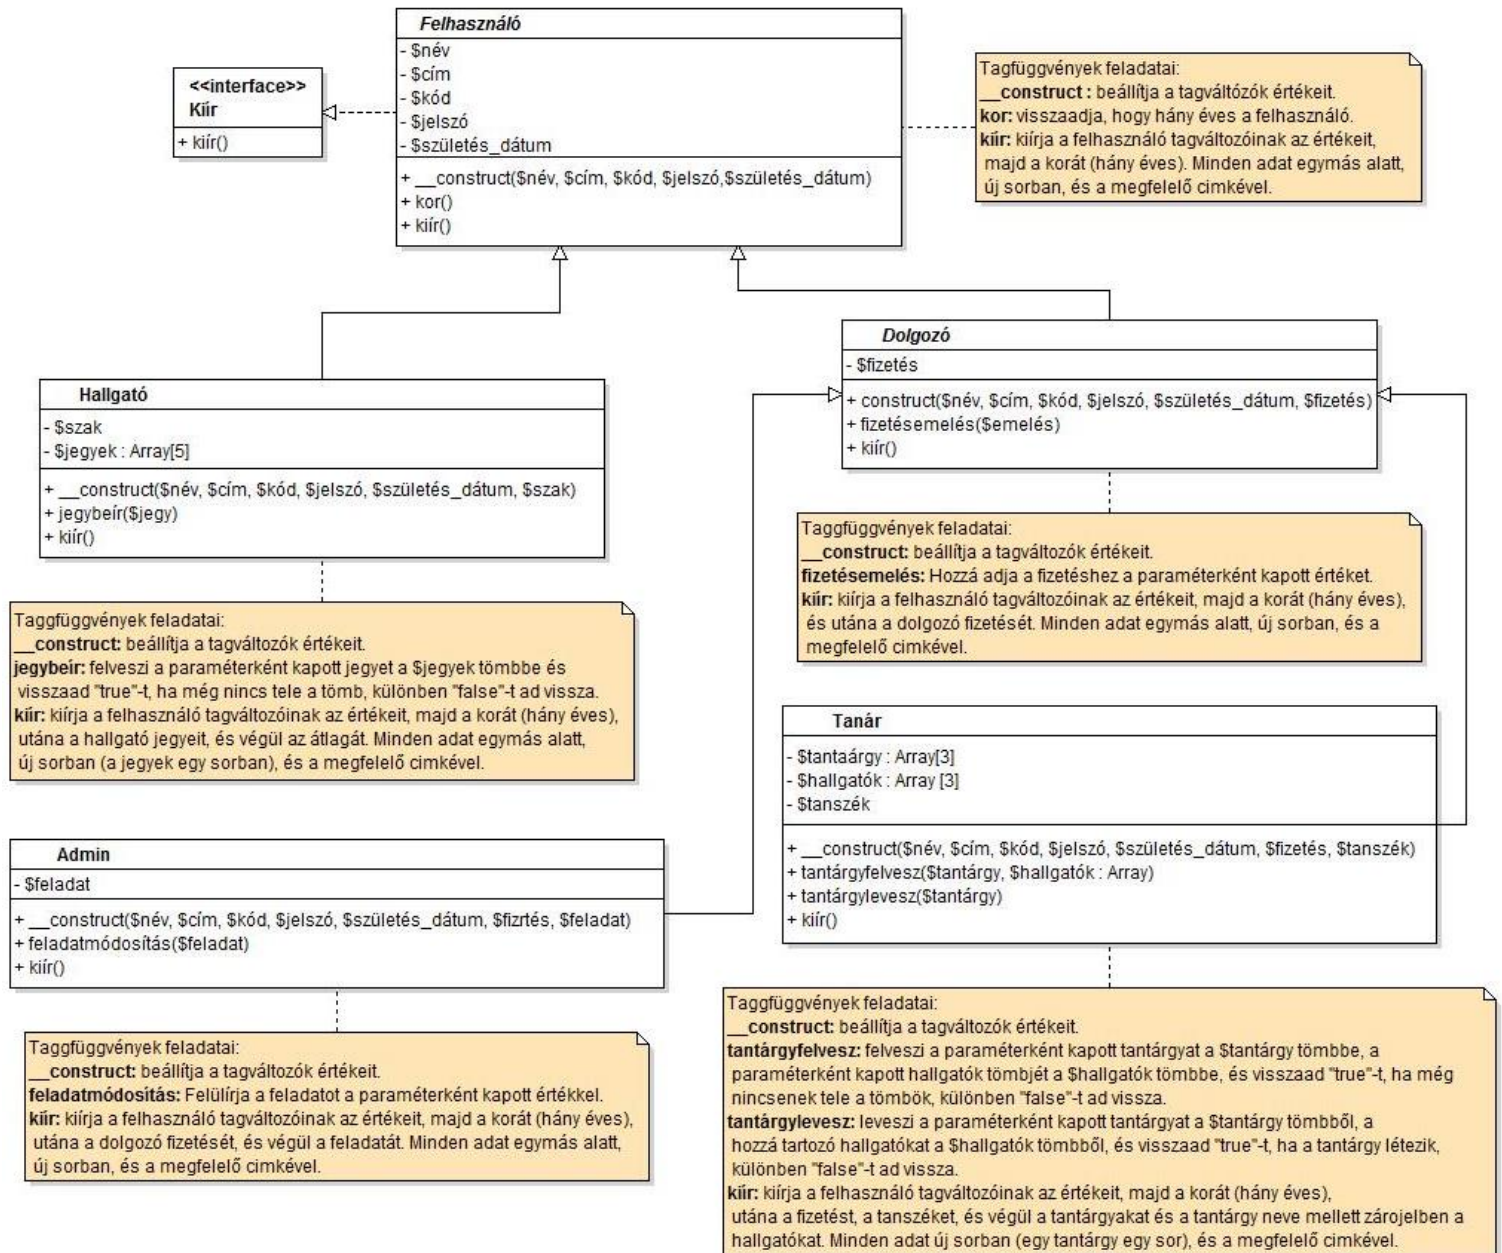 Felhasználó
- $név
- $cím
- $kód
- $jelszó
- $születés_dátum
+ __construct($név, $cím, $kód, $jelszó,$születés_dátum)
+ kor()
+ kiír()
<<interface>>
Kiír
+ kiír()
Tagfüggvények feladatai:
__construct : beállítja a tagváltózók értékeit.
kor: visszaadja, hogy hány éves a felhasználó.
kiír: kiírja a felhasználó tagváltozóinak az értékeit,
majd a korát (hány éves). Minden adat egymás alatt,
új sorban, és a megfelelő cimkével.
Hallgató
- $szak
- $jegyek : Array[5]
+ __construct($név, $cím, $kód, $jelszó, $születés_dátum, $szak)
+ jegybeír($jegy)
+ kiír()
Dolgozó
- $fizetés
+ construct($név, $cím, $kód, $jelszó, $születés_dátum, $fizetés)
+ fizetésemelés($emelés)
+ kiír()
Taggfüggvények feladatai:
__construct: beállítja a tagváltozók értékeit.
jegybeír: felveszi a paraméterként kapott jegyet a $jegyek tömbbe és
visszaad "true"-t, ha még nincs tele a tömb, különben "false"-t ad vissza.
kiír: kiírja a felhasználó tagváltozóinak az értékeit, majd a korát (hány éves),
utána a hallgató jegyeit, és végül az átlagát. Minden adat egymás alatt,
új sorban (a jegyek egy sorban), és a megfelelő cimkével.
Taggfüggvények feladatai:
__construct: beállítja a tagváltozók értékeit.
fizetésemelés: Hozzá adja a fizetéshez a paraméterként kapott értéket.
kiír: kiírja a felhasználó tagváltozóinak az értékeit, majd a korát (hány éves),
és utána a dolgozó fizetését. Minden adat egymás alatt, új sorban, és a
megfelelő cimkével.
Tanár
- $tantaárgy : Array[3]
- $hallgatók : Array [3]
- $tanszék
+ __construct($név, $cím, $kód, $jelszó, $születés_dátum, $fizetés, $tanszék)
+ tantárgyfelvesz($tantárgy, $hallgatók : Array)
+ tantárgylevesz($tantárgy)
+ kiír()
Admin
- $feladat
+ __construct($név, $cím, $kód, $jelszó, $születés_dátum, $fizrtés, $feladat)
+ feladatmódosítás($feladat)
+ kiír()
Taggfüggvények feladatai:
__construct: beállítja a tagváltozók értékeit.
feladatmódosítás: Felülírja a feladatot a paraméterként kapott értékkel.
kiír: kiírja a felhasználó tagváltozóinak az értékeit, majd a korát (hány éves),
utána a dolgozó fizetését, és végül a feladatát. Minden adat egymás alatt,
új sorban, és a megfelelő cimkével.
Taggfüggvények feladatai:
__construct: beállítja a tagváltozók értékeit.
tantárgyfelvesz: felveszi a paraméterként kapott tantárgyat a $tantárgy tömbbe, a
paraméterként kapott hallgatók tömbjét a $hallgatók tömbbe, és visszaad "true"-t, ha még
nincsenek tele a tömbök, különben "false"-t ad vissza.
tantárgylevesz: leveszi a paraméterként kapott tantárgyat a $tantárgy tömbből, a
hozzá tartozó hallgatókat a $hallgatók tömbből, és visszaad "true"-t, ha a tantárgy létezik,
különben "false"-t ad vissza.
kiír: kiírja a felhasználó tagváltozóinak az értékeit, majd a korát (hány éves),
utána a fizetést, a tanszéket, és végül a tantárgyakat és a tantárgy neve mellett zárojelben a
hallgatókat. Minden adat új sorban (egy tantárgy egy sor), és a megfelelő cimkével.